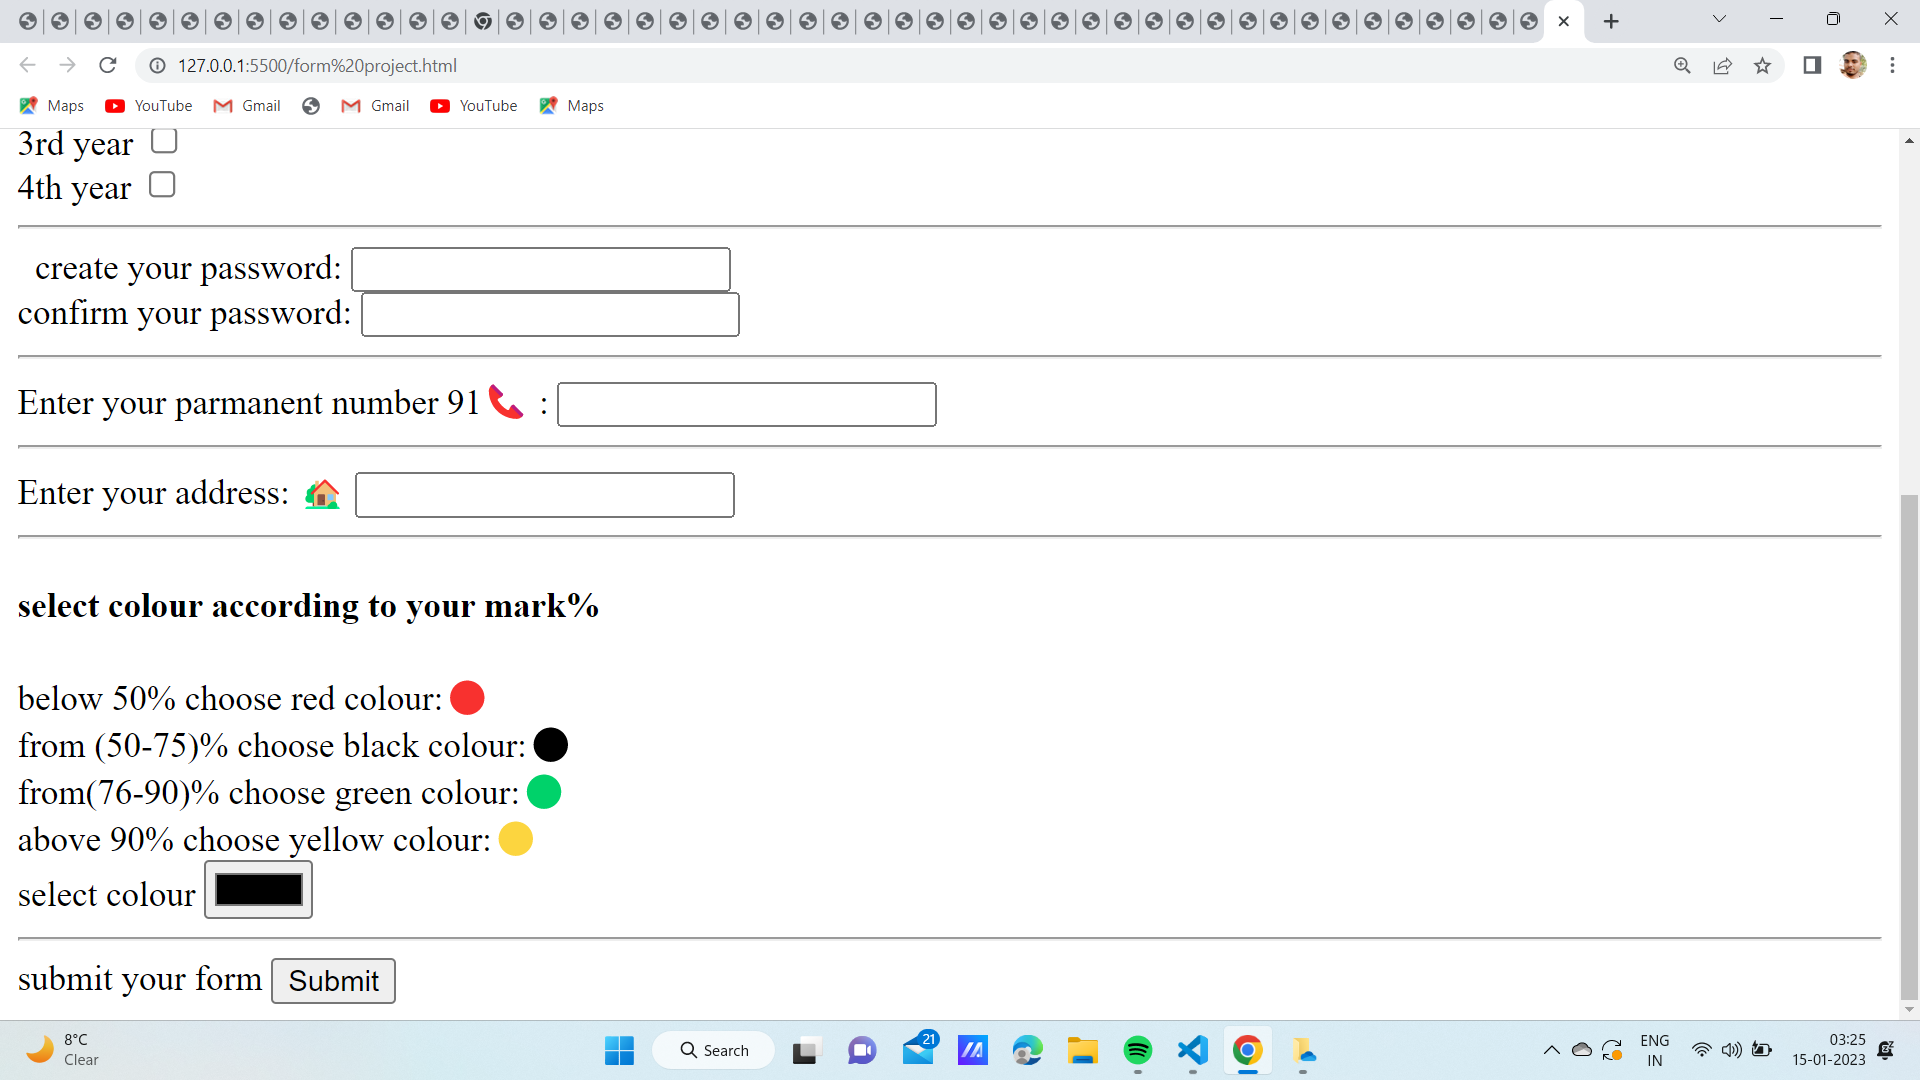 127.0.0.1:5500/form%20project.html
Maps YouTube Gmail Gmail YouTube Maps
3rd year
4th year
create your password:
confirm your password:
Enter your parmanent number 91 :
Enter your address:
select colour according to your mark%
below 50% choose red colour:
from (50-75)% choose black colour:
from(76-90)% choose green colour:
above 90% choose yellow colour:
select colour
submit your form Submit
8°C
Clear
Search
21
ENG
IN
03:25
15-01-2023